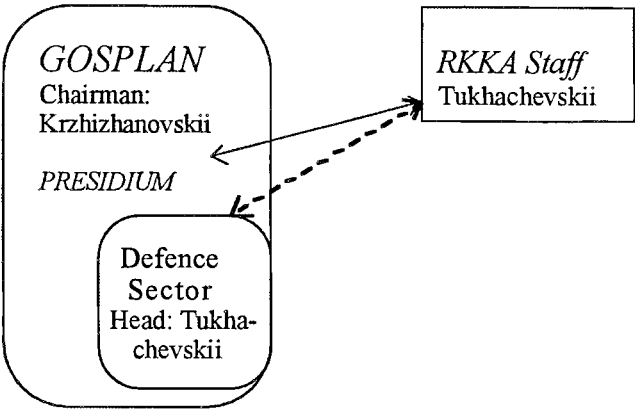 GOSPLAN
Chairman:
Krzhizhanovskii
PRESIDIUM
Defence
Sector
Head: Tukha-
chevskii
RKKA Staff
Tukhachevskii